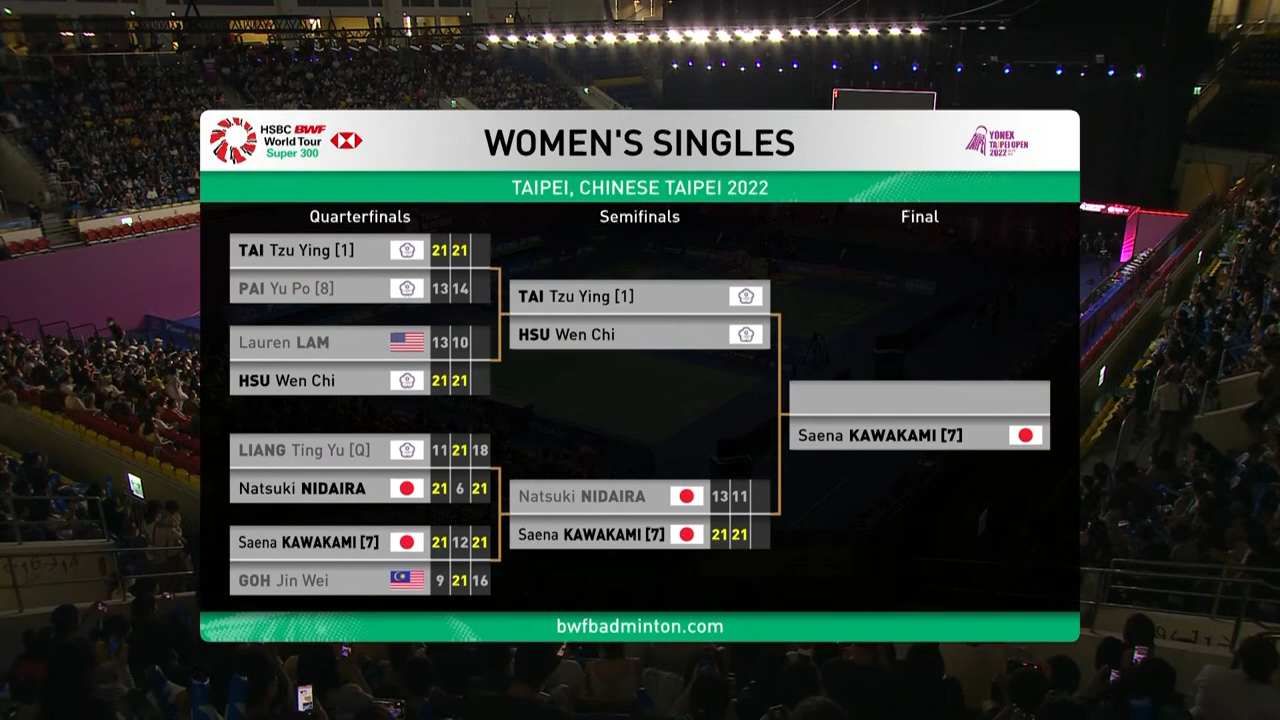 HSBC BWF
World Tour
Super 300
WOMEN'S SINGLES
YONEX
TAIPEI OPEN
2022
TAIPEI, CHINESE TAIPEI 2022
Quarterfinals
Semifinals
Final
TAI Tzu Ying [1] 21 21
PAI Yu Po [8] 13 14
Lauren LAM 13 10
HSU Wen Chi 21 21
LIANG Ting Yu [Q] 11 21 18
Natsuki NIDAIRA 21 6 21
Saena KAWAKAMI [7] 21 12 21
GOH Jin Wei 9 21 16
TAI Tzu Ying [1]
HSU Wen Chi
Natsuki NIDAIRA 13 11
Saena KAWAKAMI [7] 21 21
Saena KAWAKAMI [7]
bwfbadminton.com